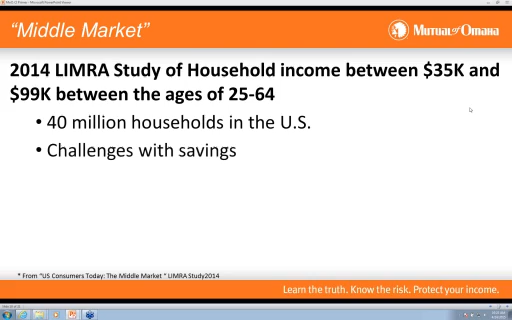 “Middle Market”
Mutual of Omaha
2014 LIMRA Study of Household income between $35K and
$99K between the ages of 25-64
• 40 million households in the U.S.
• Challenges with savings
* From “US Consumers Today: The Middle Market “ LIMRA Study2014
Learn the truth. Know the risk. Protect your income.